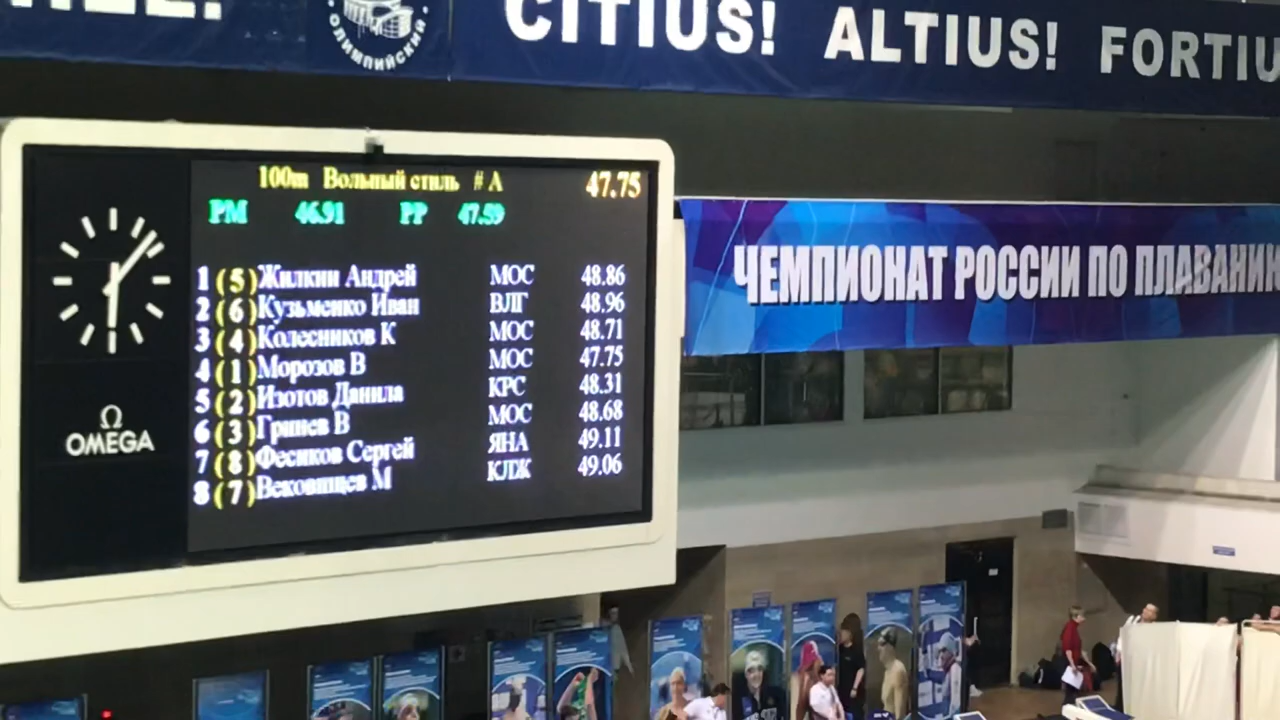 CITIUS! ALTIUS! FORTIU
ОЛИМПИЙСКИЙ
100m Вольный стиль # A 47.75
РМ 46.91 РР 47.59
1 (5) Жилкин Андрей МОС 48.86
2 (6) Кузьменко Иван ВЛГ 48.96
3 (4) Колесников К МОС 48.71
4 (1) Морозов В МОС 47.75
5 (2) Изотов Данила КРС 48.31
6 (3) Гринев В МОС 48.68
7 (8) Фесиков Сергей ЯНА 49.11
8 (7) Вековищев М КЛЖ 49.06
Ω
OMEGA
ЧЕМПИОНАТ РОССИИ ПО ПЛАВАНИЮ